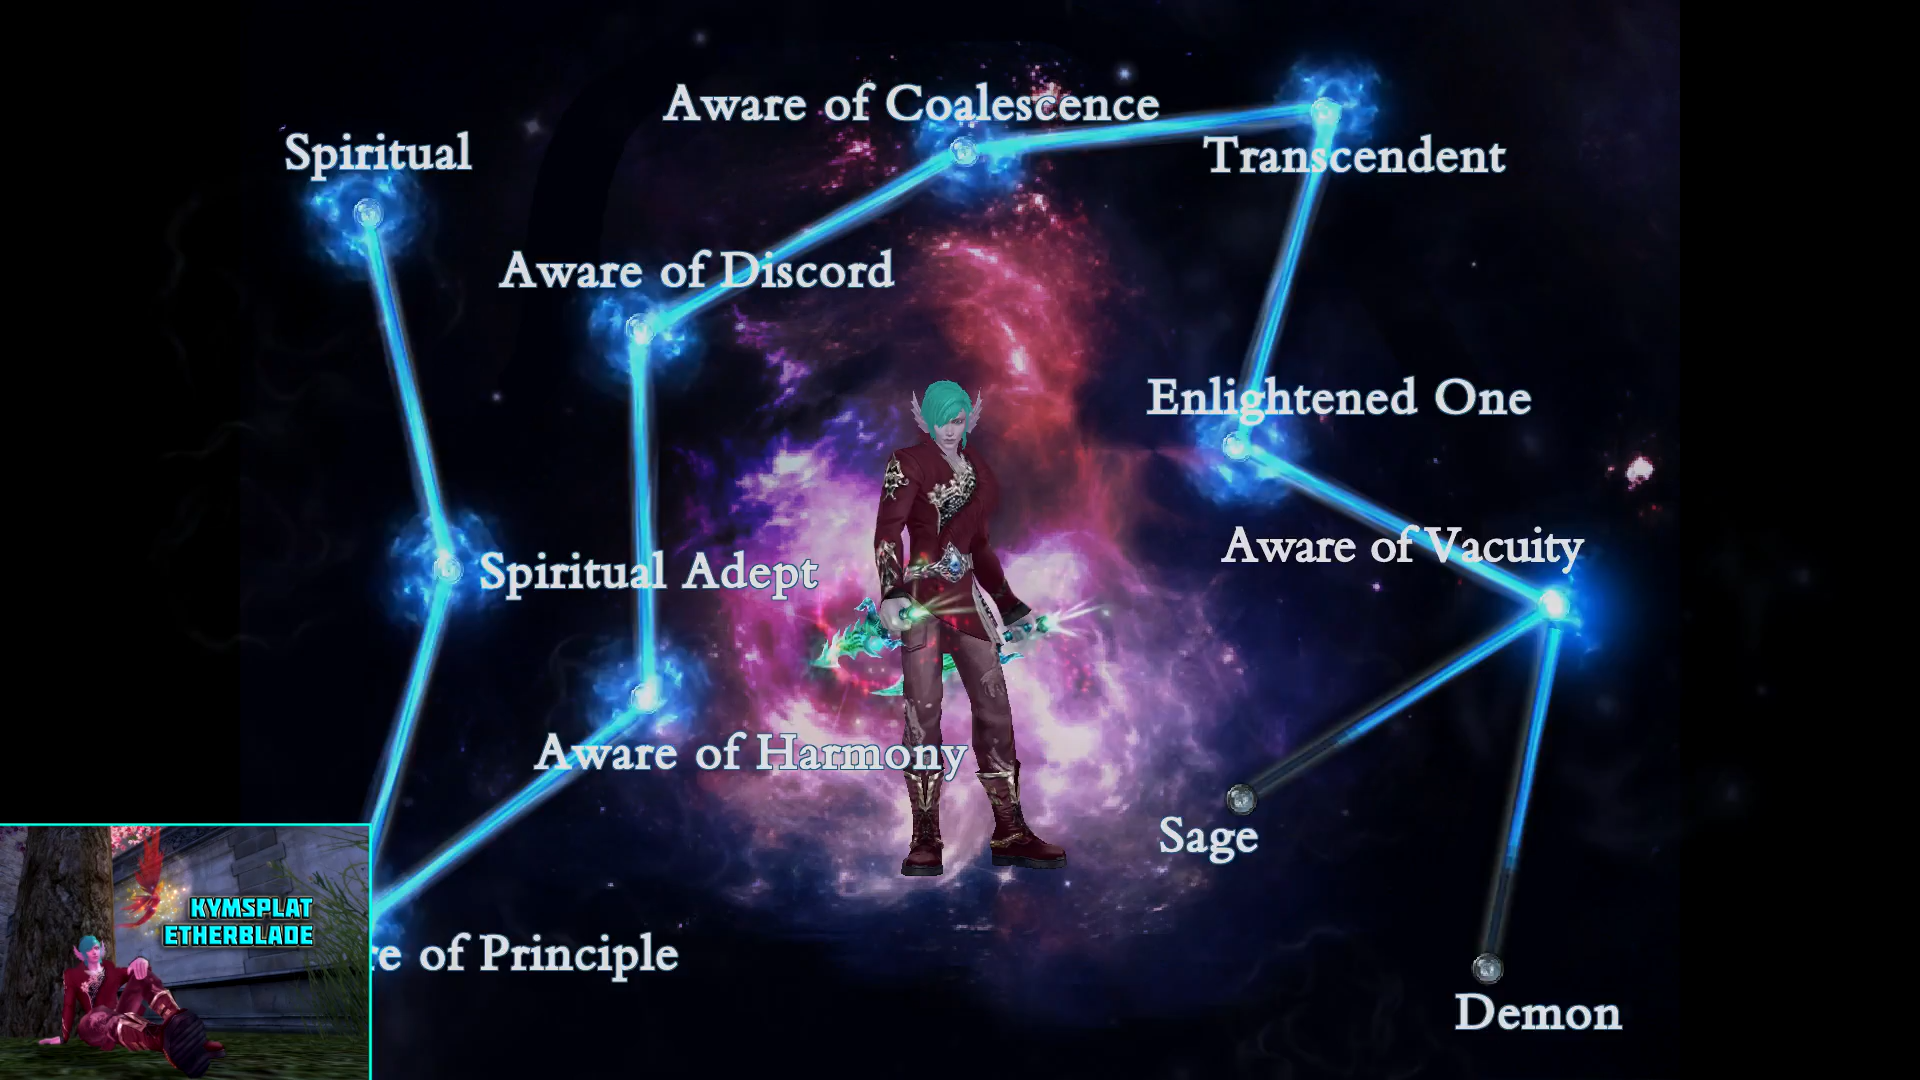 Aware of Coalescence
Spiritual
Transcendent
Aware of Discord
Enlightened One
Aware of Vacuity
Spiritual Adept
Aware of Harmony
Sage
KYMSPLAT
ETHERBLADE
of Principle
Demon